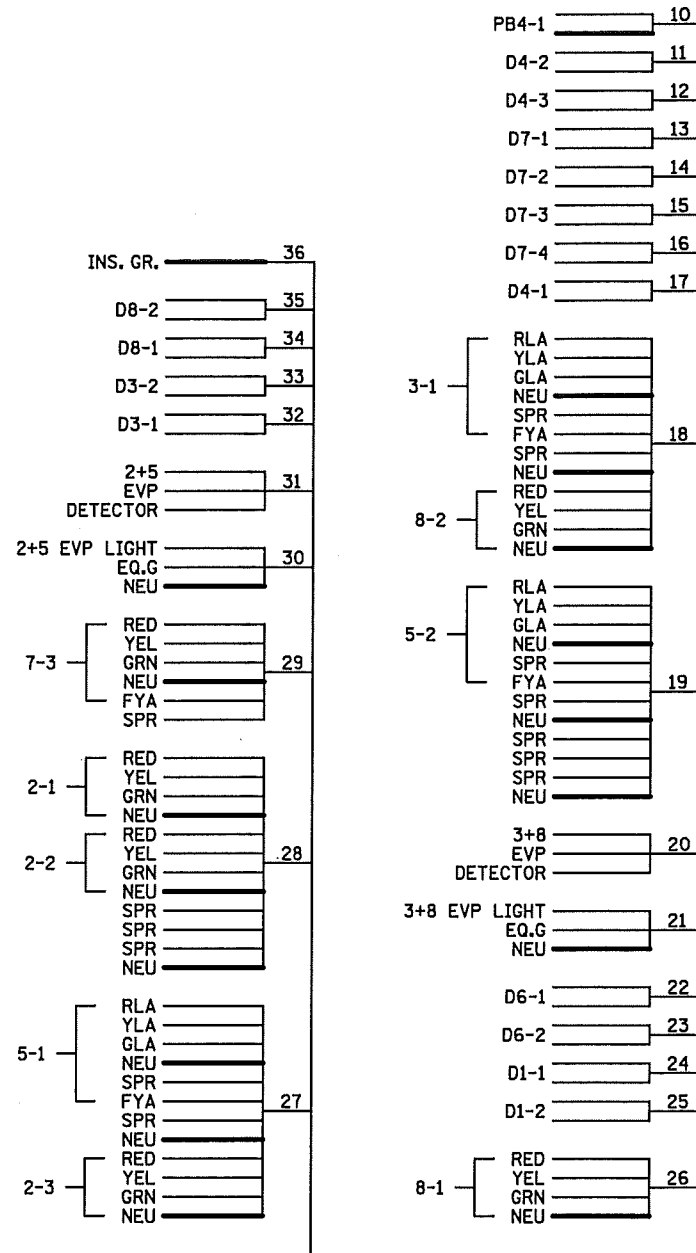 INS. GR. 36
D8-2 35
D8-1 34
D3-2 33
D3-1 32
2+5
EVP 31
DETECTOR
2+5 EVP LIGHT
EQ.G 30
NEU
RED
YEL
7-3 GRN 29
NEU
FYA
SPR
RED
2-1 YEL
GRN
NEU
RED
YEL 28
2-2 GRN
NEU
SPR
SPR
SPR
NEU
RLA
YLA
5-1 GLA
NEU
SPR
FYA 27
SPR
NEU
RED
2-3 YEL
GRN
NEU
PB4-1 10
D4-2 11
D4-3 12
D7-1 13
D7-2 14
D7-3 15
D7-4 16
D4-1 17
RLA
YLA
3-1 GLA
NEU
SPR
FYA 18
SPR
NEU
RED
8-2 YEL
GRN
NEU
RLA
YLA
5-2 GLA
NEU
SPR
FYA 19
SPR
NEU
SPR
SPR
SPR
NEU
3+8
EVP 20
DETECTOR
3+8 EVP LIGHT
EQ.G 21
NEU
D6-1 22
D6-2 23
D1-1 24
D1-2 25
RED
8-1 YEL 26
GRN
NEU